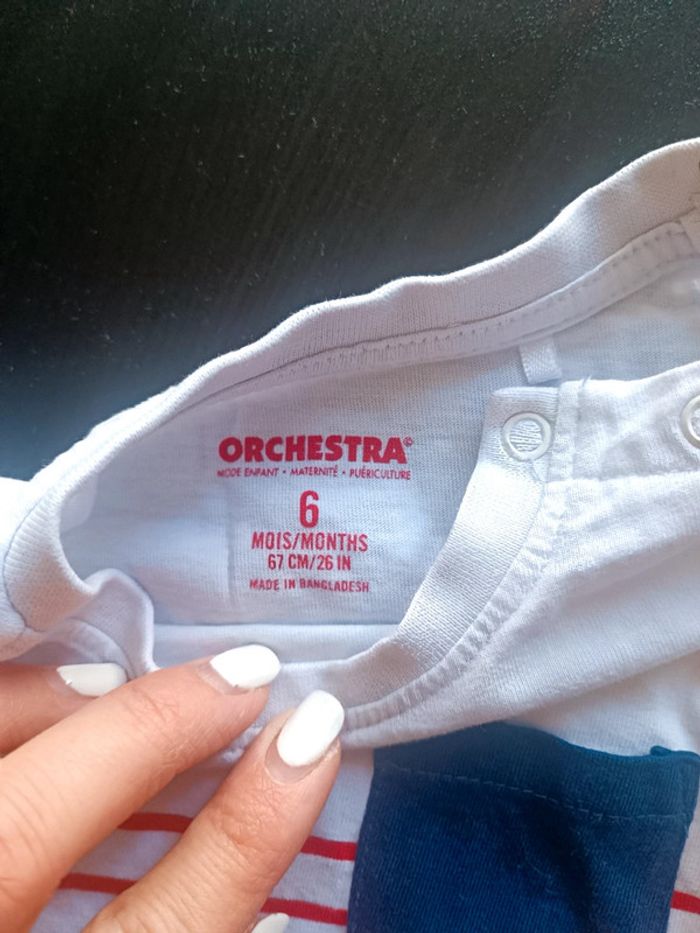 ORCHESTRA©
MODE ENFANT • MATERNITÉ • PUÉRICULTURE
6
MOIS/MONTHS
67 CM/26 IN
MADE IN BANGLADESH